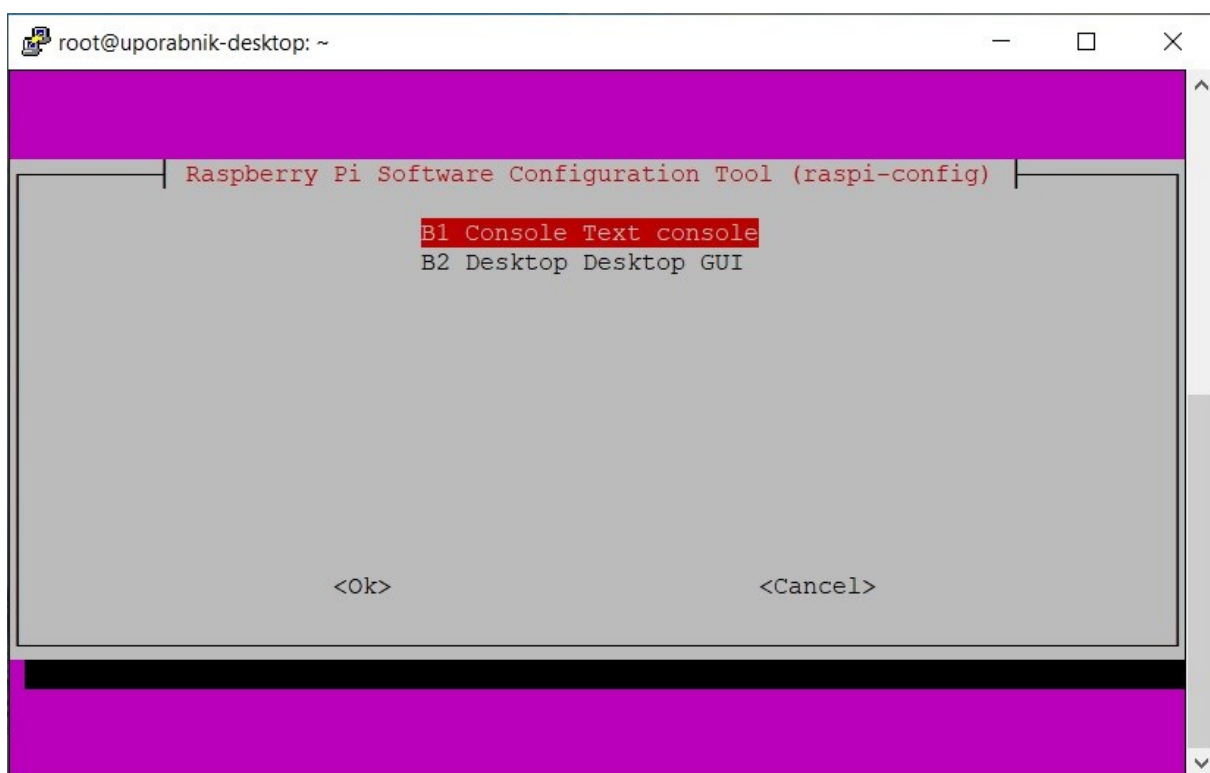 root@uporabnik-desktop: ~
Raspberry Pi Software Configuration Tool (raspi-config)
B1 Console Text console
B2 Desktop Desktop GUI
<Ok> <Cancel>